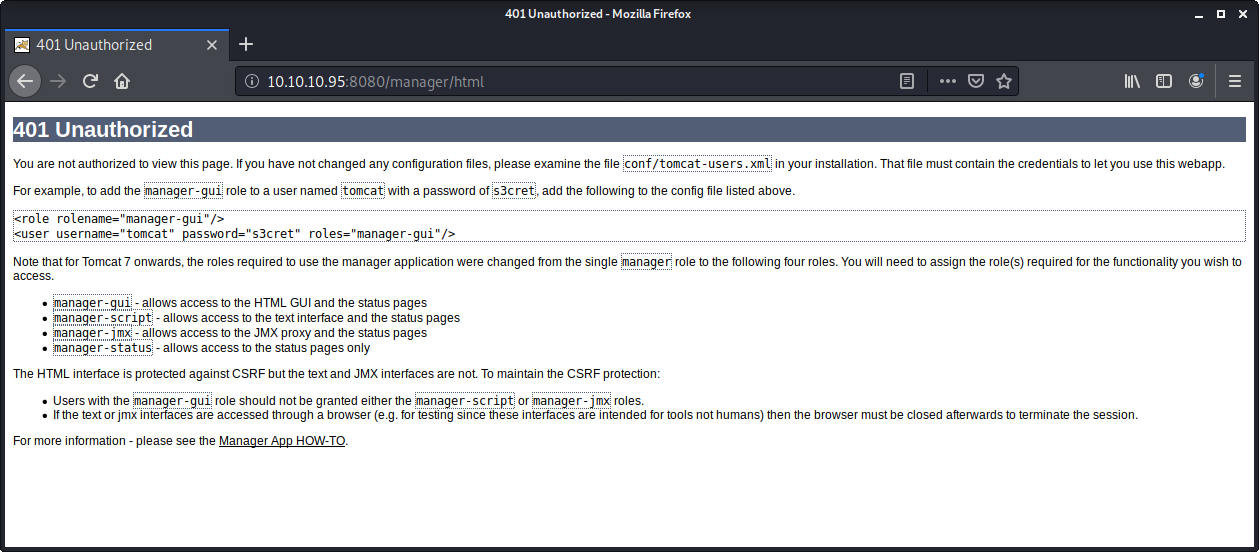 401 Unauthorized - Mozilla Firefox
401 Unauthorized
10.10.10.95:8080/manager/html
401 Unauthorized
You are not authorized to view this page. If you have not changed any configuration files, please examine the file conf/tomcat-users.xml in your installation. That file must contain the credentials to let you use this webapp.
For example, to add the manager-gui role to a user named tomcat with a password of s3cret, add the following to the config file listed above.
<role rolename="manager-gui"/>
<user username="tomcat" password="s3cret" roles="manager-gui"/>
Note that for Tomcat 7 onwards, the roles required to use the manager application were changed from the single manager role to the following four roles. You will need to assign the role(s) required for the functionality you wish to
access.
manager-gui - allows access to the HTML GUI and the status pages
manager-script - allows access to the text interface and the status pages
manager-jmx - allows access to the JMX proxy and the status pages
manager-status - allows access to the status pages only
The HTML interface is protected against CSRF but the text and JMX interfaces are not. To maintain the CSRF protection:
Users with the manager-gui role should not be granted either the manager-script or manager-jmx roles.
If the text or jmx interfaces are accessed through a browser (e.g. for testing since these interfaces are intended for tools not humans) then the browser must be closed afterwards to terminate the session.
For more information - please see the Manager App HOW-TO.